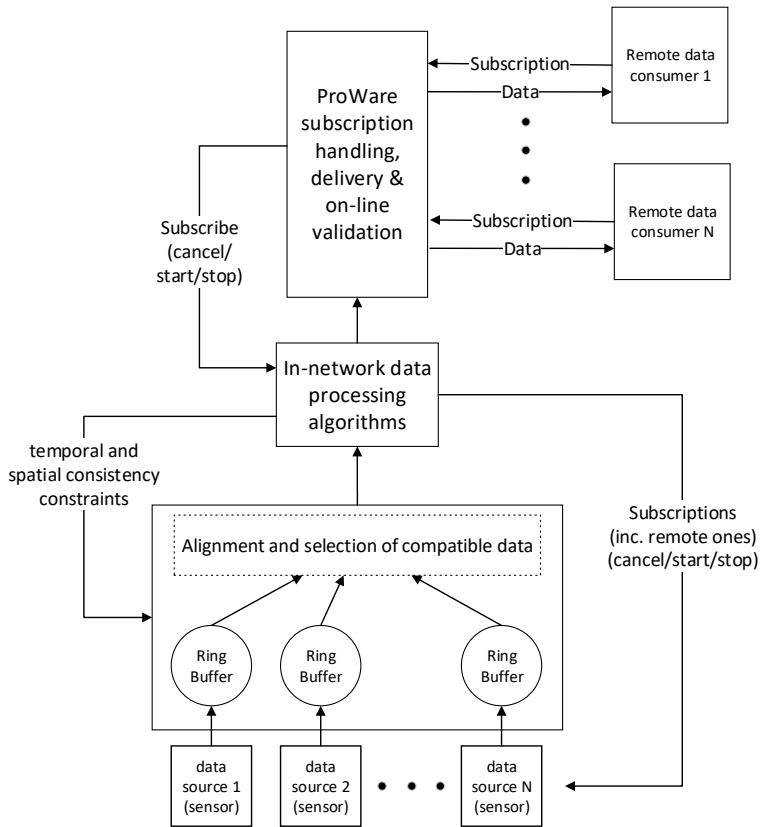 ProWare
subscription
handling,
delivery &
on-line
validation
Subscription
Data
Remote data
consumer 1
Subscription
Data
Remote data
consumer N
Subscribe
(cancel/
start/stop)
In-network data
processing
algorithms
temporal and
spatial consistency
constraints
Subscriptions
(inc. remote ones)
(cancel/start/stop)
Alignment and selection of compatible data
Ring
Buffer
Ring
Buffer
Ring
Buffer
data
source 1
(sensor)
data
source 2
(sensor)
data
source N
(sensor)